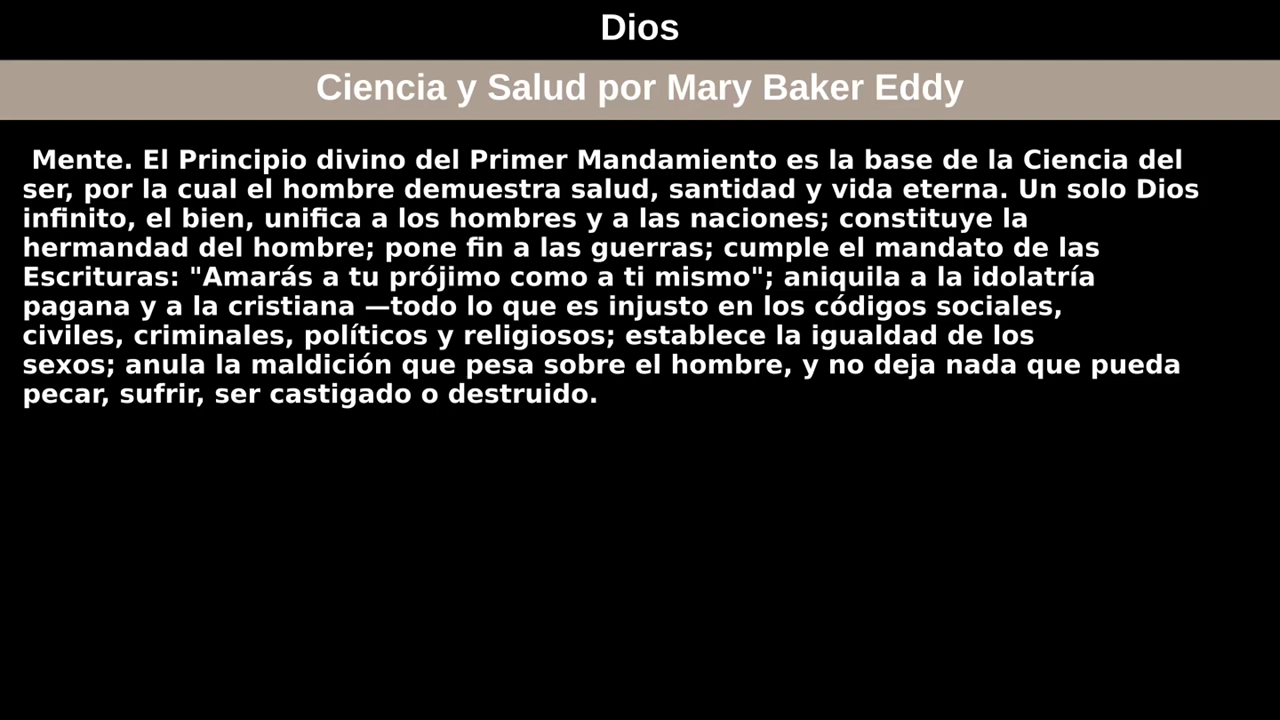 Dios
Ciencia y Salud por Mary Baker Eddy
Mente. El Principio divino del Primer Mandamiento es la base de la Ciencia del
ser, por la cual el hombre demuestra salud, santidad y vida eterna. Un solo Dios
infinito, el bien, unifica a los hombres y a las naciones; constituye la
hermandad del hombre; pone fin a las guerras; cumple el mandato de las
Escrituras: "Amarás a tu prójimo como a ti mismo"; aniquila a la idolatría
pagana y a la cristiana —todo lo que es injusto en los códigos sociales,
civiles, criminales, políticos y religiosos; establece la igualdad de los
sexos; anula la maldición que pesa sobre el hombre, y no deja nada que pueda
pecar, sufrir, ser castigado o destruido.